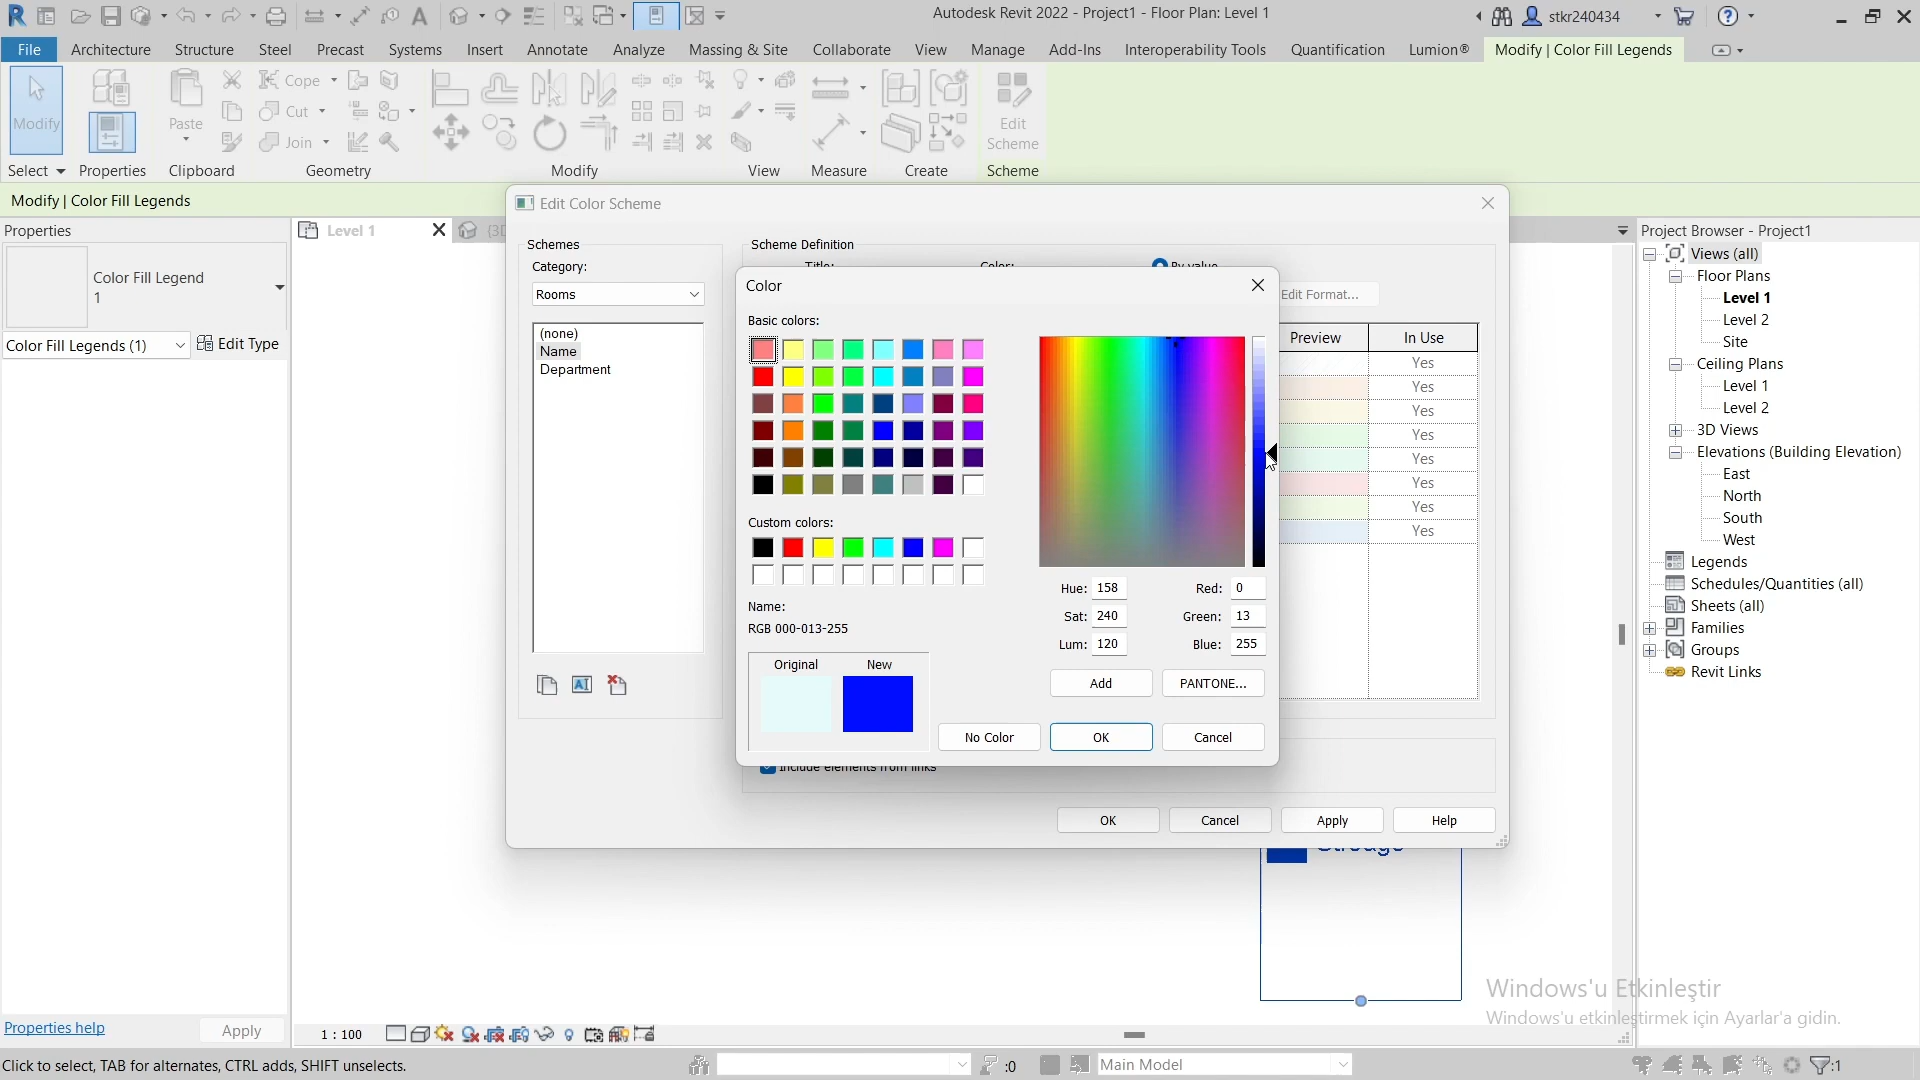 Autodesk Revit 2022 - Project1 - Floor Plan: Level 1
stkr240434
File Architecture Structure Steel Precast Systems Insert Annotate Analyze Massing & Site Collaborate View Manage Add-Ins Interoperability Tools Quantification Lumion® Modify | Color Fill Legends
Modify
Paste
Cope
Cut
Join
Edit
Scheme
Select Properties Clipboard Geometry Modify View Measure Create Scheme
Modify | Color Fill Legends
Properties
Color Fill Legend
1
Color Fill Legends (1)
Edit Type
Properties help
Apply
Level 1
Edit Color Scheme
Schemes
Category:
Rooms
(none)
Name
Department
Scheme Definition
Title:
Color:
By value
Edit Format...
Preview In Use
Yes
Yes
Yes
Yes
Yes
Yes
Yes
Yes
Include elements from links
OK Cancel Apply Help
Color
Basic colors:
Custom colors:
Name:
RGB 000-013-255
Original New
Hue: 158 Red: 0
Sat: 240 Green: 13
Lum: 120 Blue: 255
Add PANTONE...
No Color OK Cancel
Project Browser - Project1
Views (all)
Floor Plans
Level 1
Level 2
Site
Ceiling Plans
Level 1
Level 2
3D Views
Elevations (Building Elevation)
East
North
South
West
Legends
Schedules/Quantities (all)
Sheets (all)
Families
Groups
Revit Links
Windows'u Etkinleştir
Windows'u etkinleştirmek için Ayarlar'a gidin.
1 : 100
Click to select, TAB for alternates, CTRL adds, SHIFT unselects.
:0
Main Model
:1